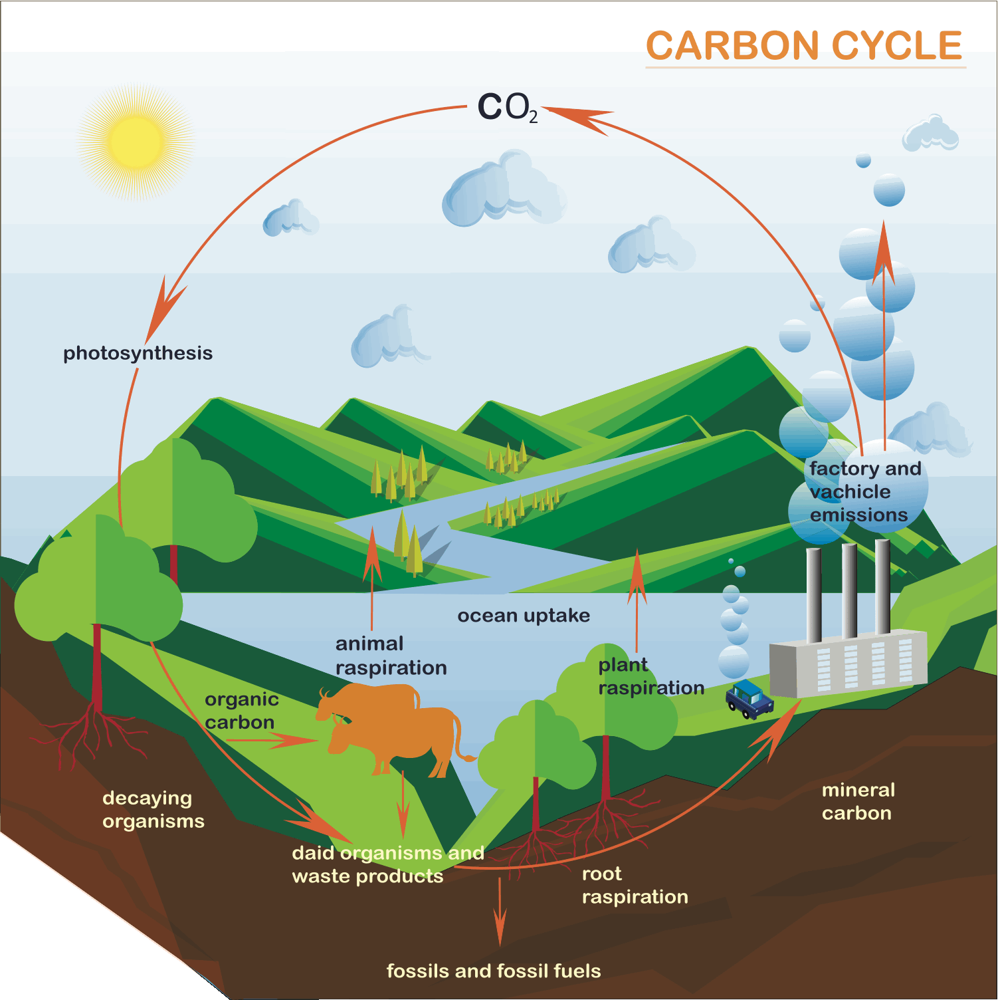 CARBON CYCLE
CO₂
photosynthesis
factory and
vachicle
emissions
ocean uptake
animal
raspiration
plant
raspiration
organic
carbon
decaying
organisms
mineral
carbon
daid organisms and
waste products
root
raspiration
fossils and fossil fuels